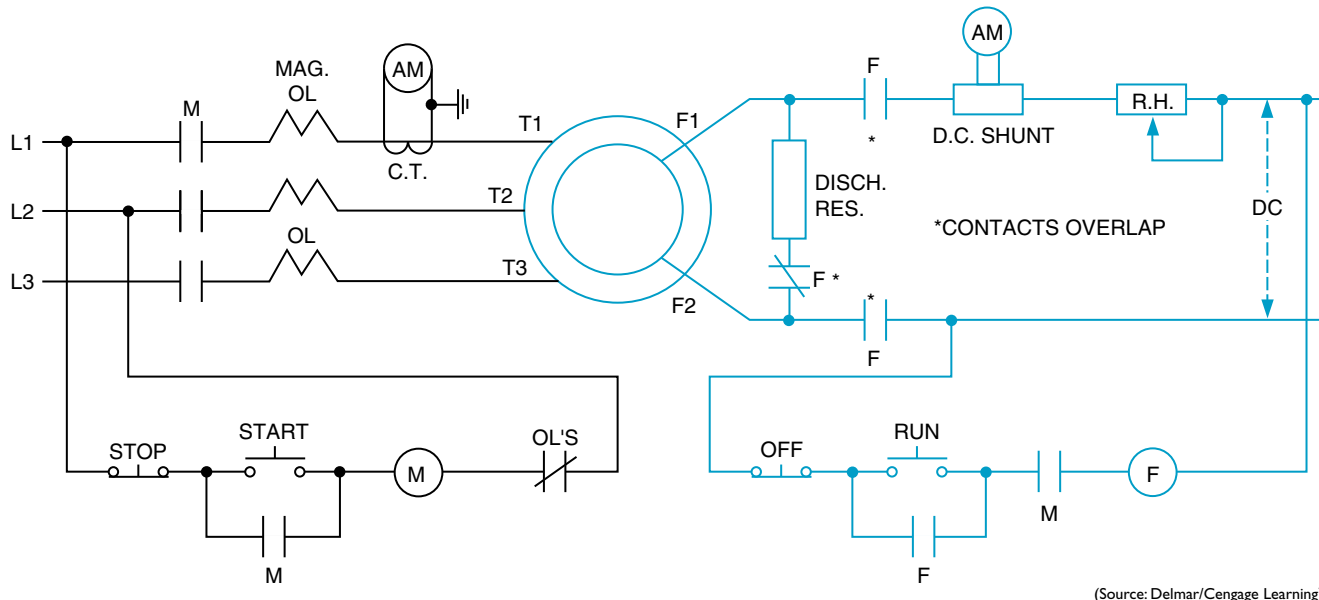 AM
AM
F
MAG.
OL
M
F1
R.H.
T1
*
D.C. SHUNT
L1
C.T.
DISCH.
RES.
T2
L2
DC
*CONTACTS OVERLAP
OL
T3
L3
F *
*
F2
F
START
RUN
STOP
OL'S
OFF
M
F
M
M
F
(Source: Delmar/Cengage Learning)